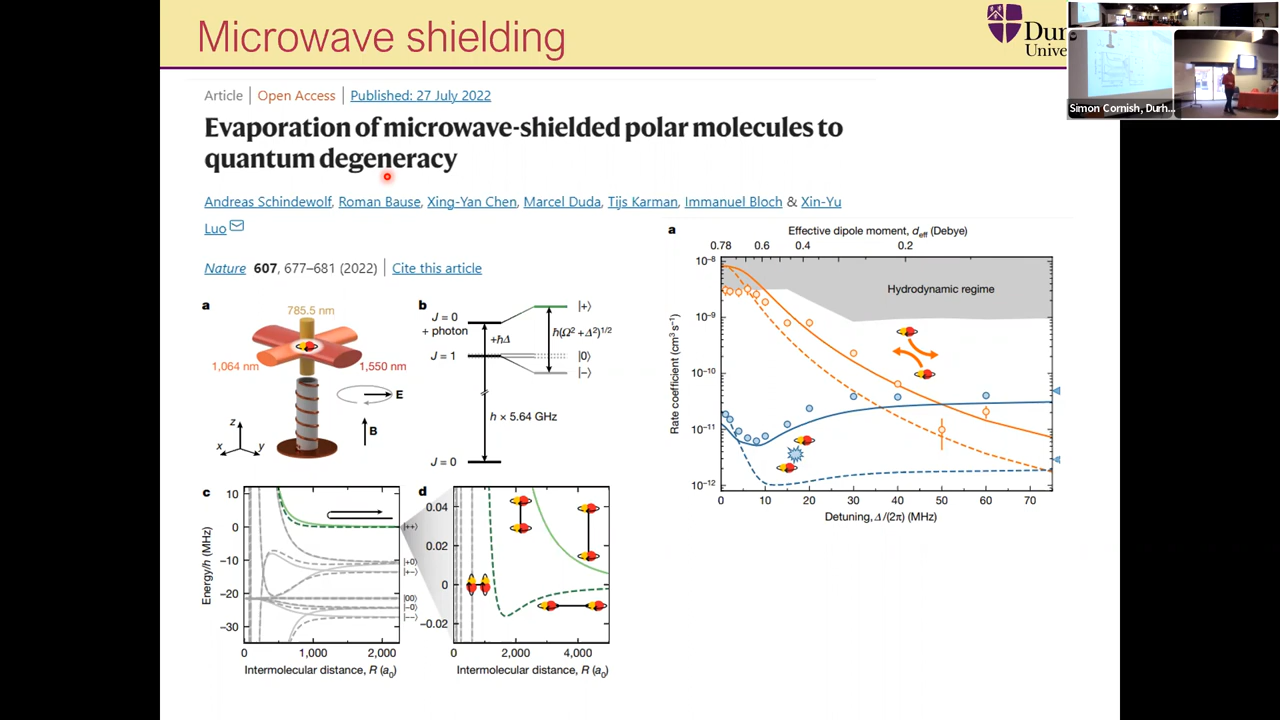 Microwave shielding
Dur
Unive
Simon Cornish, Durh...
Article | Open Access | Published: 27 July 2022
Evaporation of microwave-shielded polar molecules to
quantum degeneracy
Andreas Schindewolf, Roman Bause, Xing-Yan Chen, Marcel Duda, Tijs Karman, Immanuel Bloch & Xin-Yu
Luo
Nature 607, 677–681 (2022) | Cite this article
a
785.5 nm
1,064 nm
1,550 nm
E
B
z
x
y
b
J = 0
+ photon
+ħΔ
|+⟩
ħ(Ω² + Δ²)^1/2
J = 1
|0⟩
|−⟩
h × 5.64 GHz
J = 0
c
Energy/h (MHz)
10
0
−10
−20
−30
|++⟩
|+0⟩
|+−⟩
|00⟩
|−0⟩
|−−⟩
0 1,000 2,000
Intermolecular distance, R (a₀)
d
0.04
0.02
0
−0.02
0 2,000 4,000
Intermolecular distance, R (a₀)
a
Effective dipole moment, d_eff (Debye)
0.78 0.6 0.4 0.2
Rate coefficient (cm³ s⁻¹)
10⁻⁸
10⁻⁹
10⁻¹⁰
10⁻¹¹
10⁻¹²
Hydrodynamic regime
0 10 20 30 40 50 60 70
Detuning, Δ/(2π) (MHz)